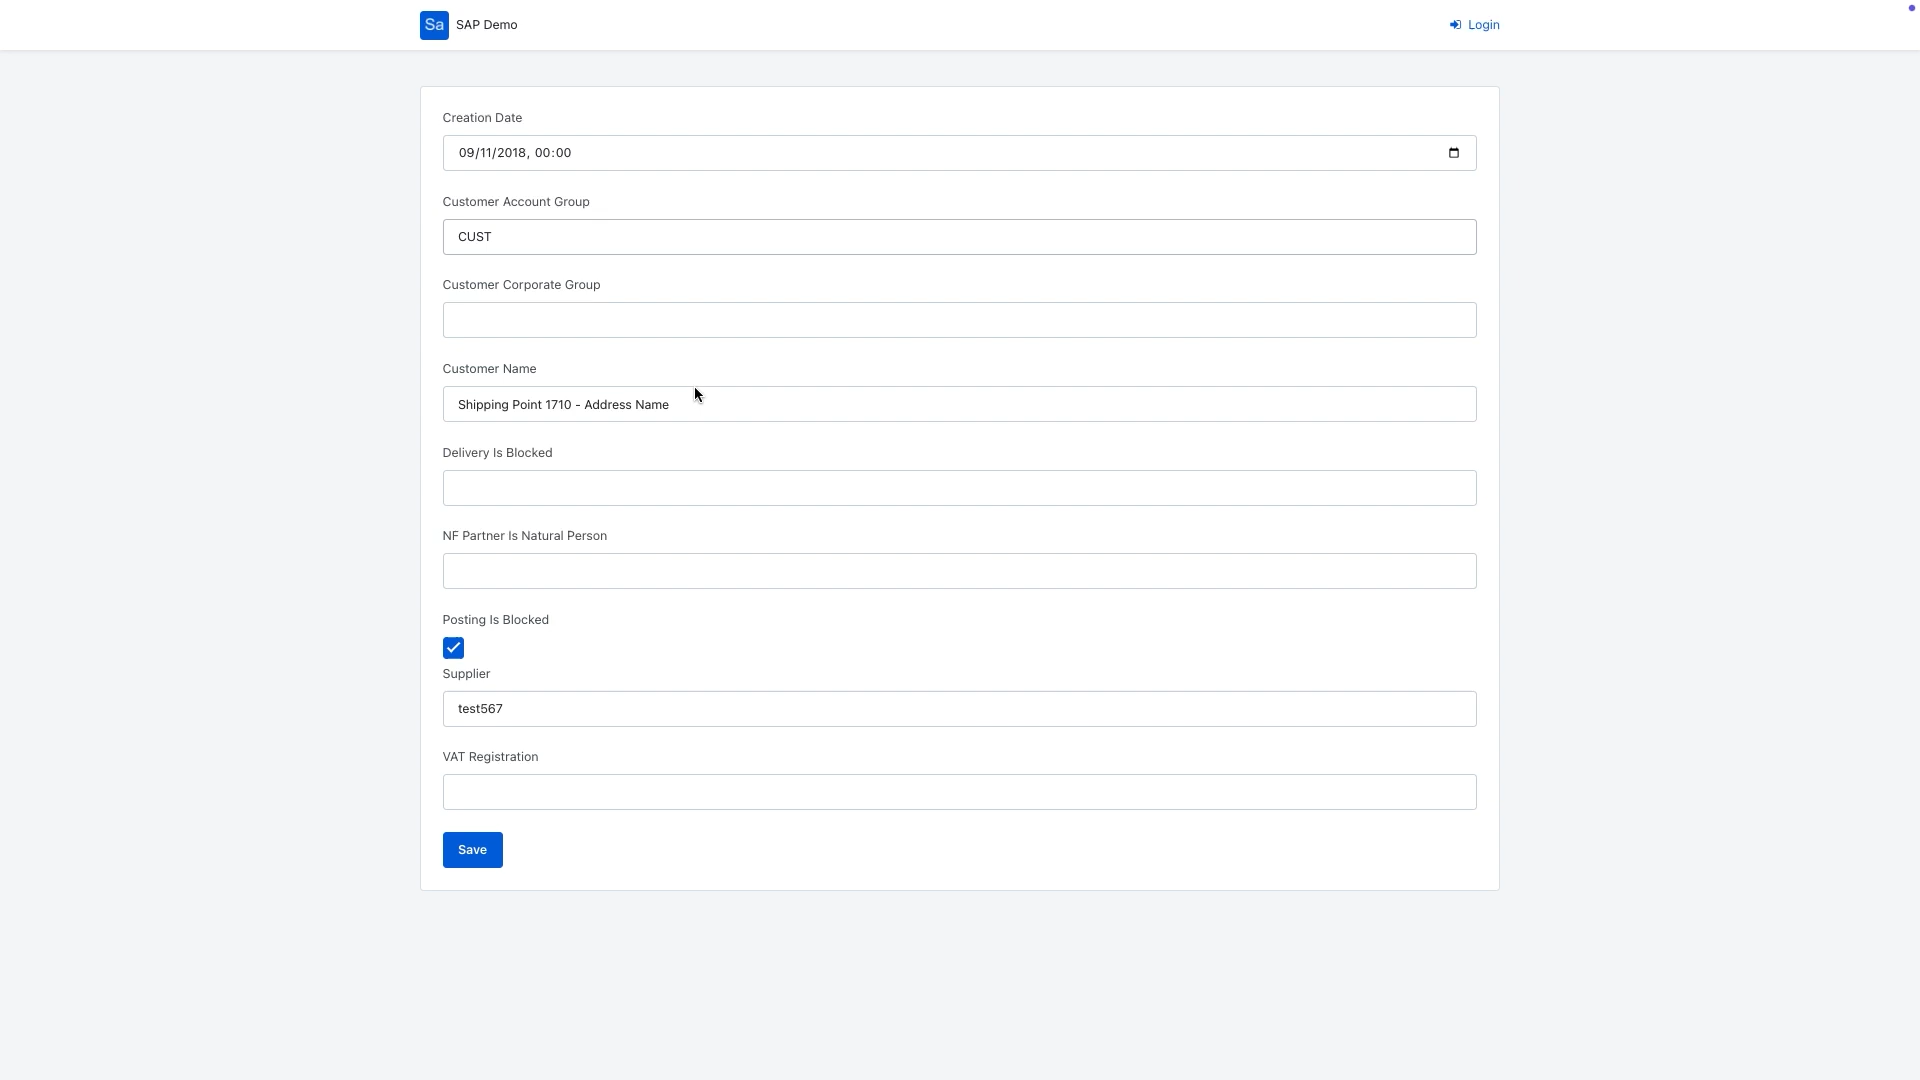 Sa SAP Demo Login
Creation Date
09/11/2018, 00:00
Customer Account Group
CUST
Customer Corporate Group
Customer Name
Shipping Point 1710 - Address Name
Delivery Is Blocked
NF Partner Is Natural Person
Posting Is Blocked
Supplier
test567
VAT Registration
Save